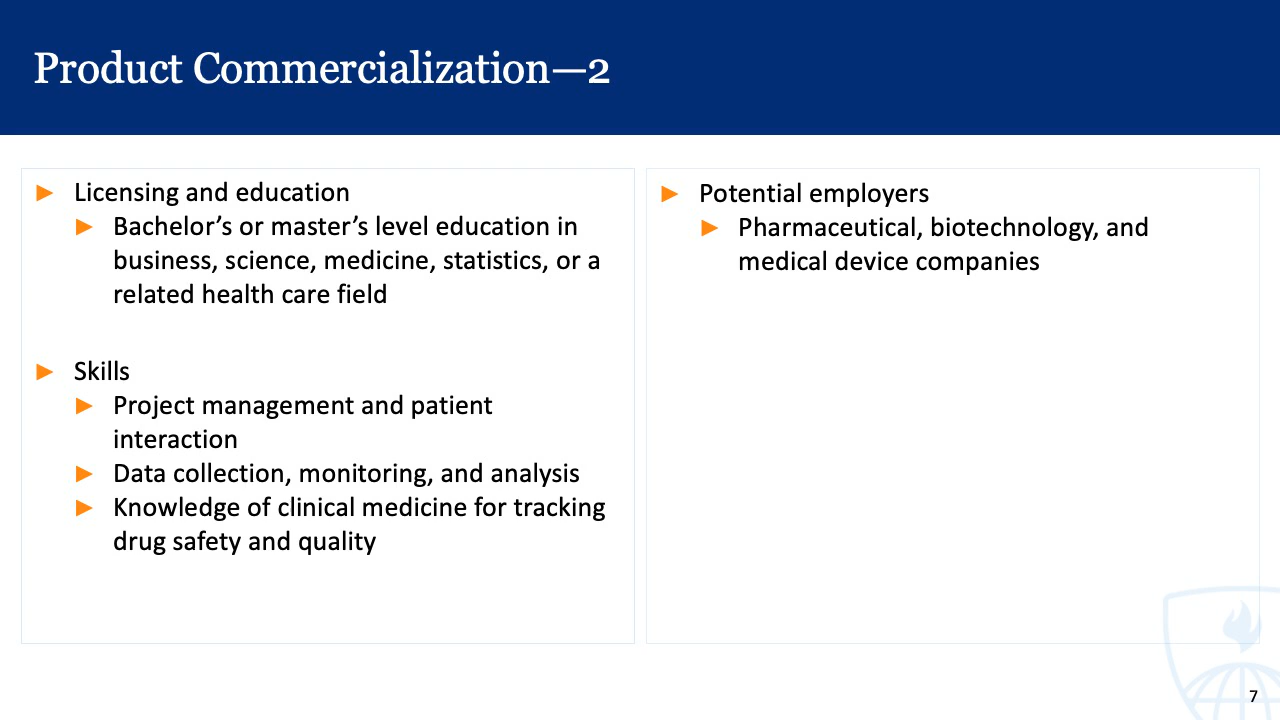 Product Commercialization—2
► Licensing and education
► Bachelor’s or master’s level education in
business, science, medicine, statistics, or a
related health care field
► Skills
► Project management and patient
interaction
► Data collection, monitoring, and analysis
► Knowledge of clinical medicine for tracking
drug safety and quality
► Potential employers
► Pharmaceutical, biotechnology, and
medical device companies
7